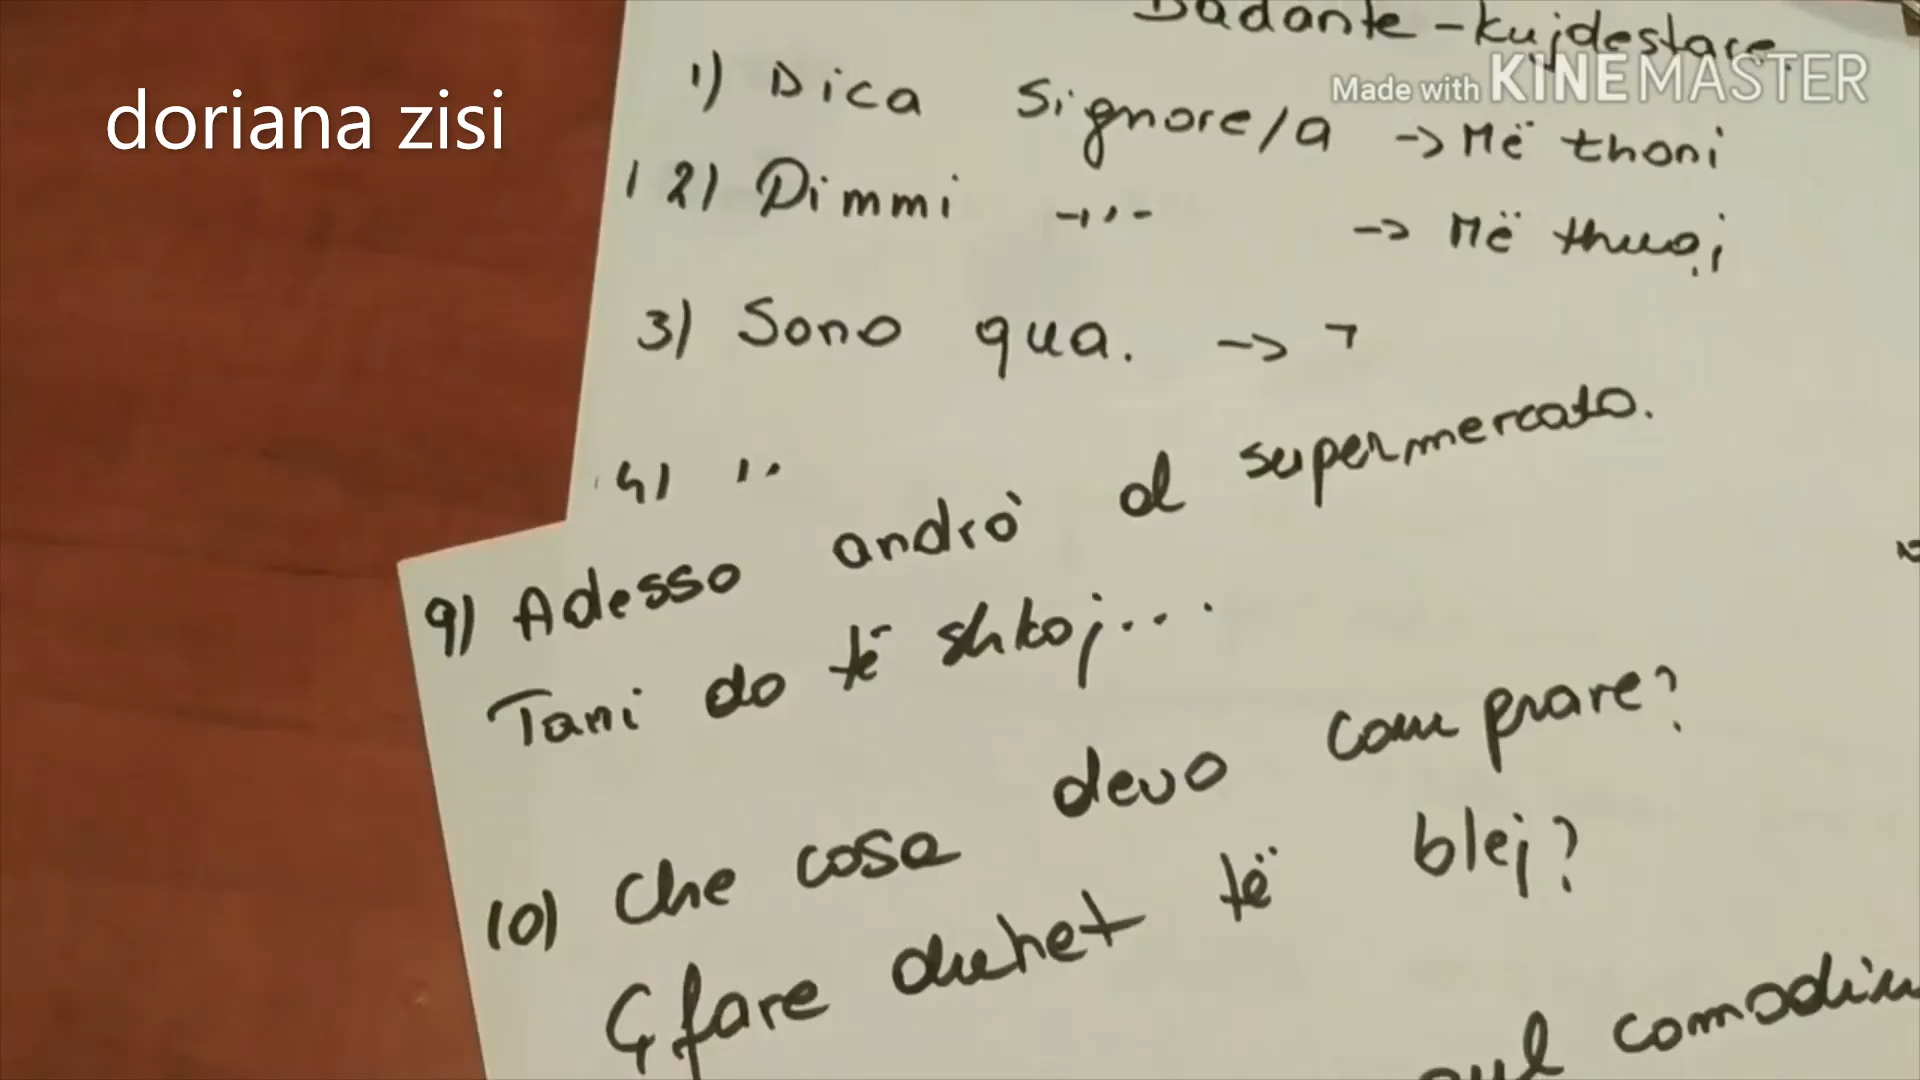 Badante - kujdestare
Made with KINEMASTER
doriana zisi
1) Dica Signore/a -> Më thoni
2) Dimmi -,,- -> Më thuaj
3) Sono qua. ->
4) ,,
9) Adesso andrò al supermercato.
Tani do të shkoj...
10) Che cosa devo comprare?
Çfare duhet të blej?
sul